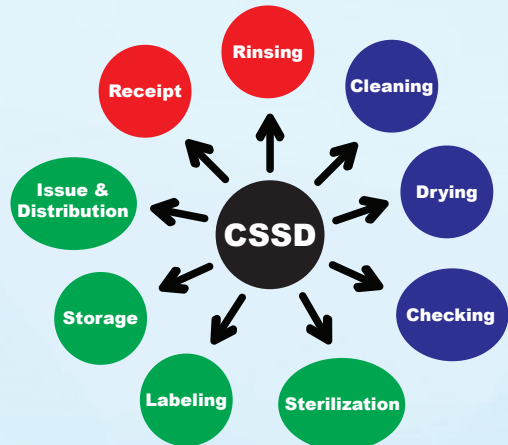 Rinsing
Receipt
Cleaning
Issue &
Distribution
Drying
CSSD
Storage
Checking
Labeling
Sterilization